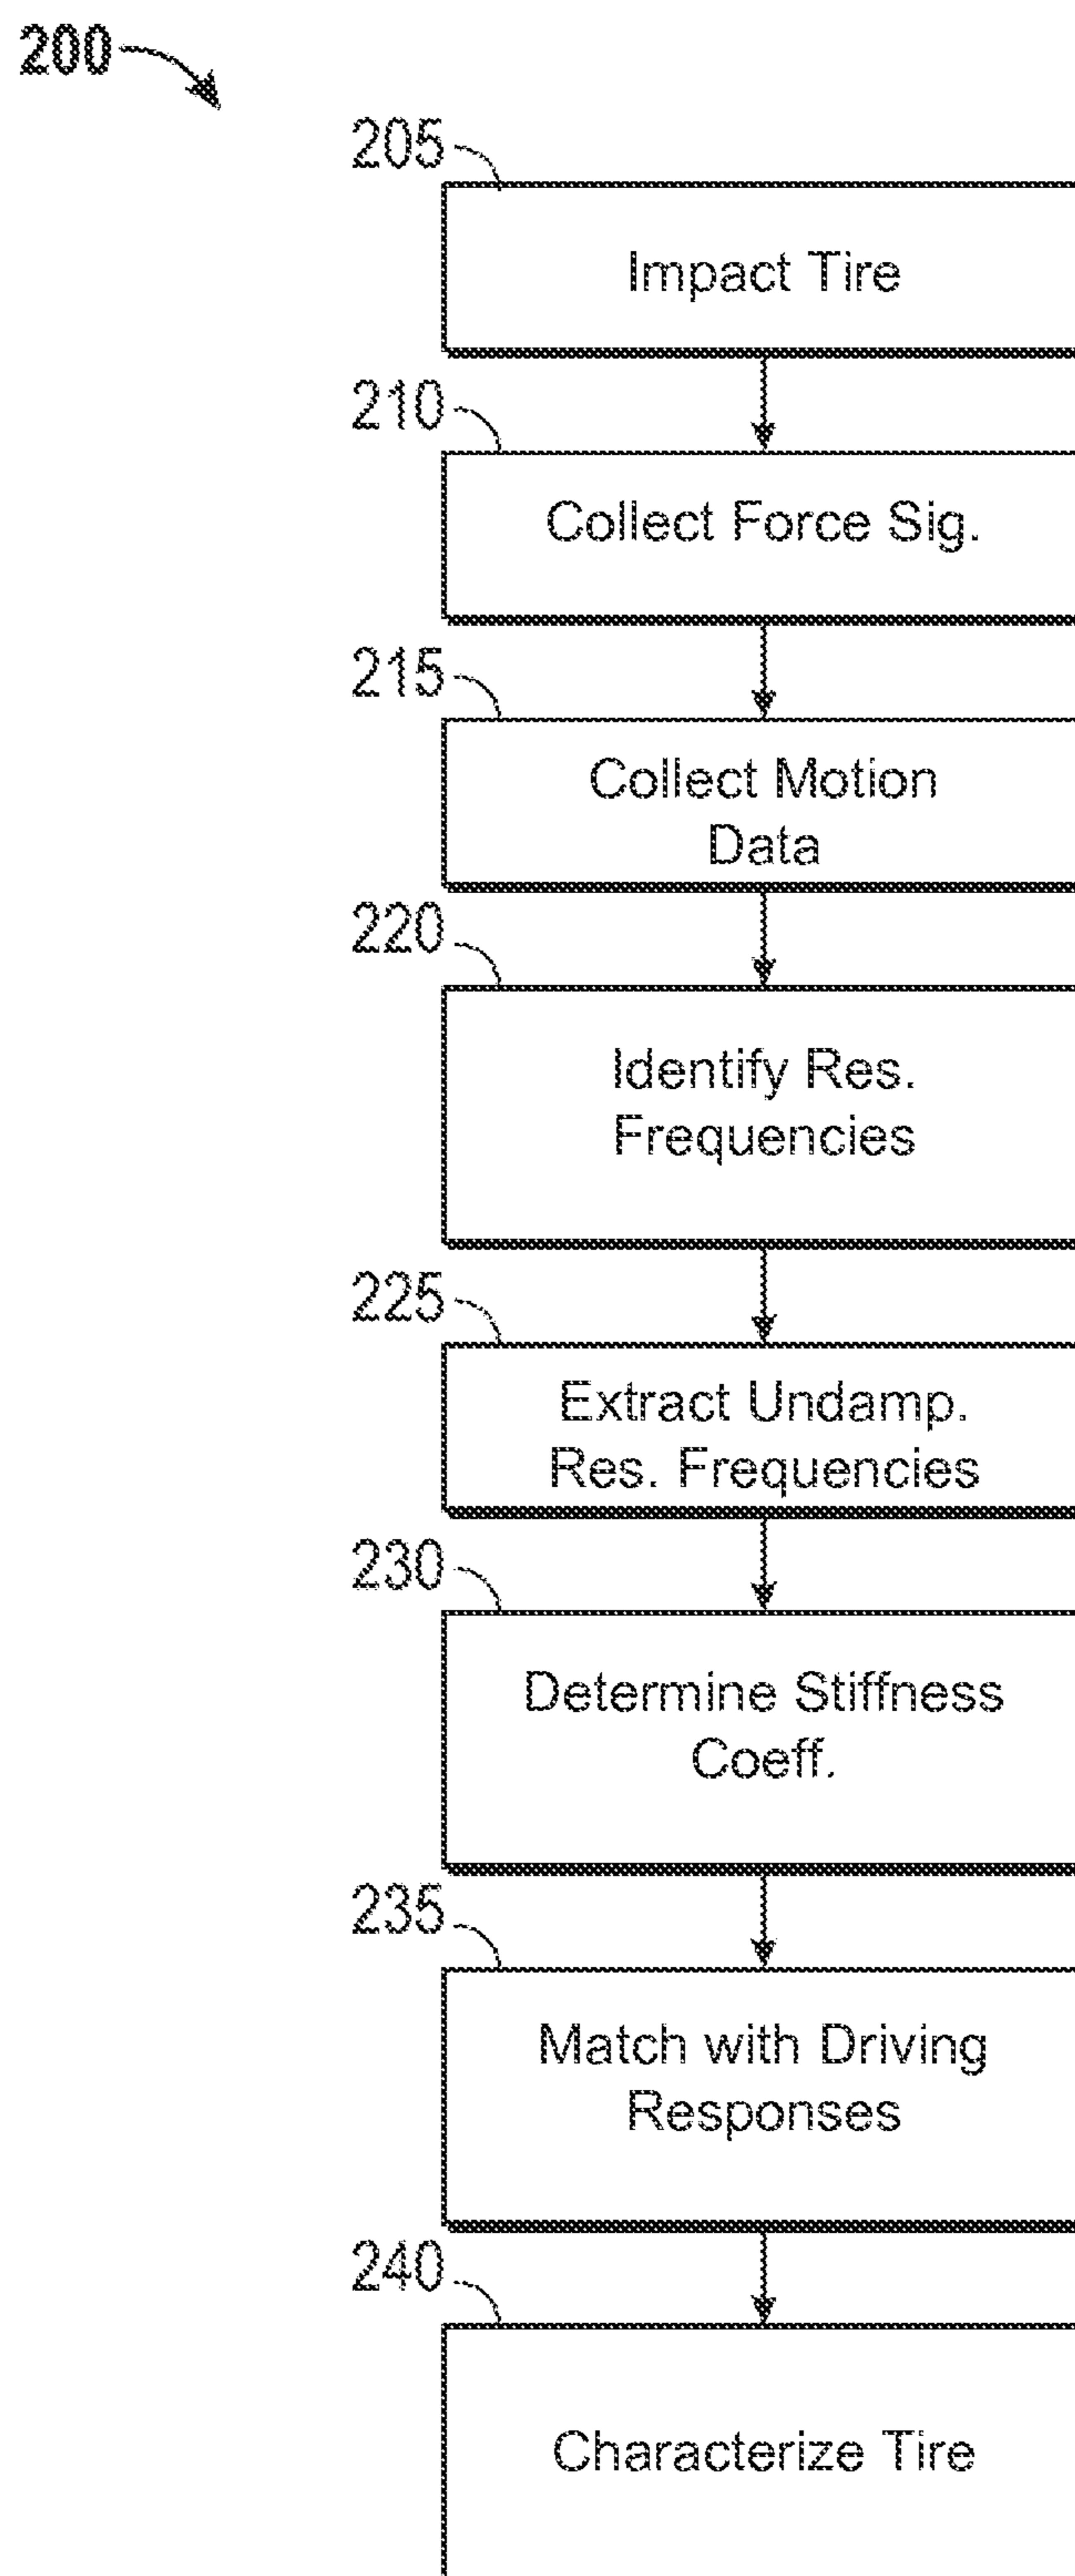 200
205
Impact Tire
210
Collect Force Sig.
215
Collect Motion
Data
220
Identify Res.
Frequencies
225
Extract Undamp.
Res. Frequencies
230
Determine Stiffness
Coeff.
235
Match with Driving
Responses
240
Characterize Tire